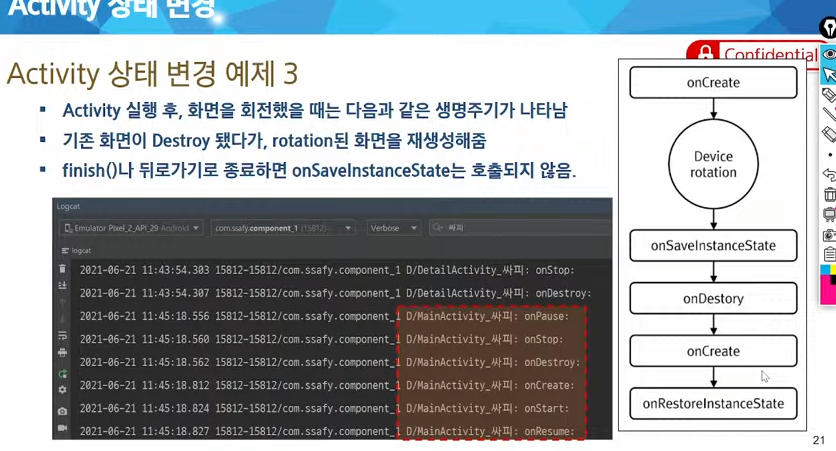 Activity 상태 변경
Confidential
Activity 상태 변경 예제 3
Activity 실행 후, 화면을 회전했을 때는 다음과 같은 생명주기가 나타남
기존 화면이 Destroy 됐다가, rotation된 화면을 재생성해줌
finish()나 뒤로가기로 종료하면 onSaveInstanceState는 호출되지 않음.
Logcat
Emulator Pixel_2_API_29 Android com.ssafy.component_1 (15812) Verbose 싸피
logcat
2021-06-21 11:43:54.303 15812-15812/com.ssafy.component_1 D/DetailActivity_싸피: onStop:
2021-06-21 11:43:54.307 15812-15812/com.ssafy.component_1 D/DetailActivity_싸피: onDestroy:
2021-06-21 11:45:18.556 15812-15812/com.ssafy.component_1 D/MainActivity_싸피: onPause:
2021-06-21 11:45:18.560 15812-15812/com.ssafy.component_1 D/MainActivity_싸피: onStop:
2021-06-21 11:45:18.562 15812-15812/com.ssafy.component_1 D/MainActivity_싸피: onDestroy:
2021-06-21 11:45:18.812 15812-15812/com.ssafy.component_1 D/MainActivity_싸피: onCreate:
2021-06-21 11:45:18.824 15812-15812/com.ssafy.component_1 D/MainActivity_싸피: onStart:
2021-06-21 11:45:18.827 15812-15812/com.ssafy.component_1 D/MainActivity_싸피: onResume:
onCreate
Device
rotation
onSaveInstanceState
onDestory
onCreate
onRestoreInstanceState
21